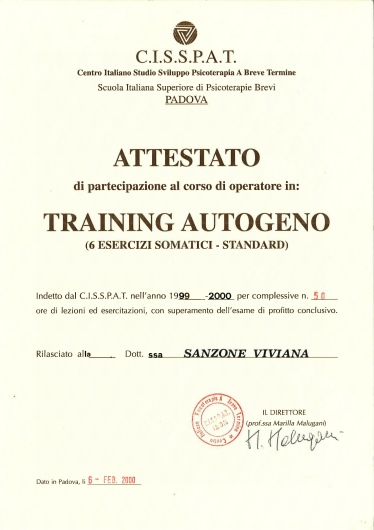 C.I.S.S.P.A.T.
Centro Italiano Studio Sviluppo Psicoterapia A Breve Termine
Scuola Italiana Superiore di Psicoterapie Brevi
PADOVA
ATTESTATO
di partecipazione al corso di operatore in:
TRAINING AUTOGENO
(6 ESERCIZI SOMATICI - STANDARD)
Indetto dal C.I.S.S.P.A.T. nell'anno 1999 -2000 per complessive n. 50
ore di lezioni ed esercitazioni, con superamento dell'esame di profitto conclusivo.
Rilasciato alla . Dott. ssa SANZONE VIVIANA
IL DIRETTORE
(prof.ssa Marilla Malugani)
M. Malugani
Dato in Padova, lì 6 - FEB. 2000